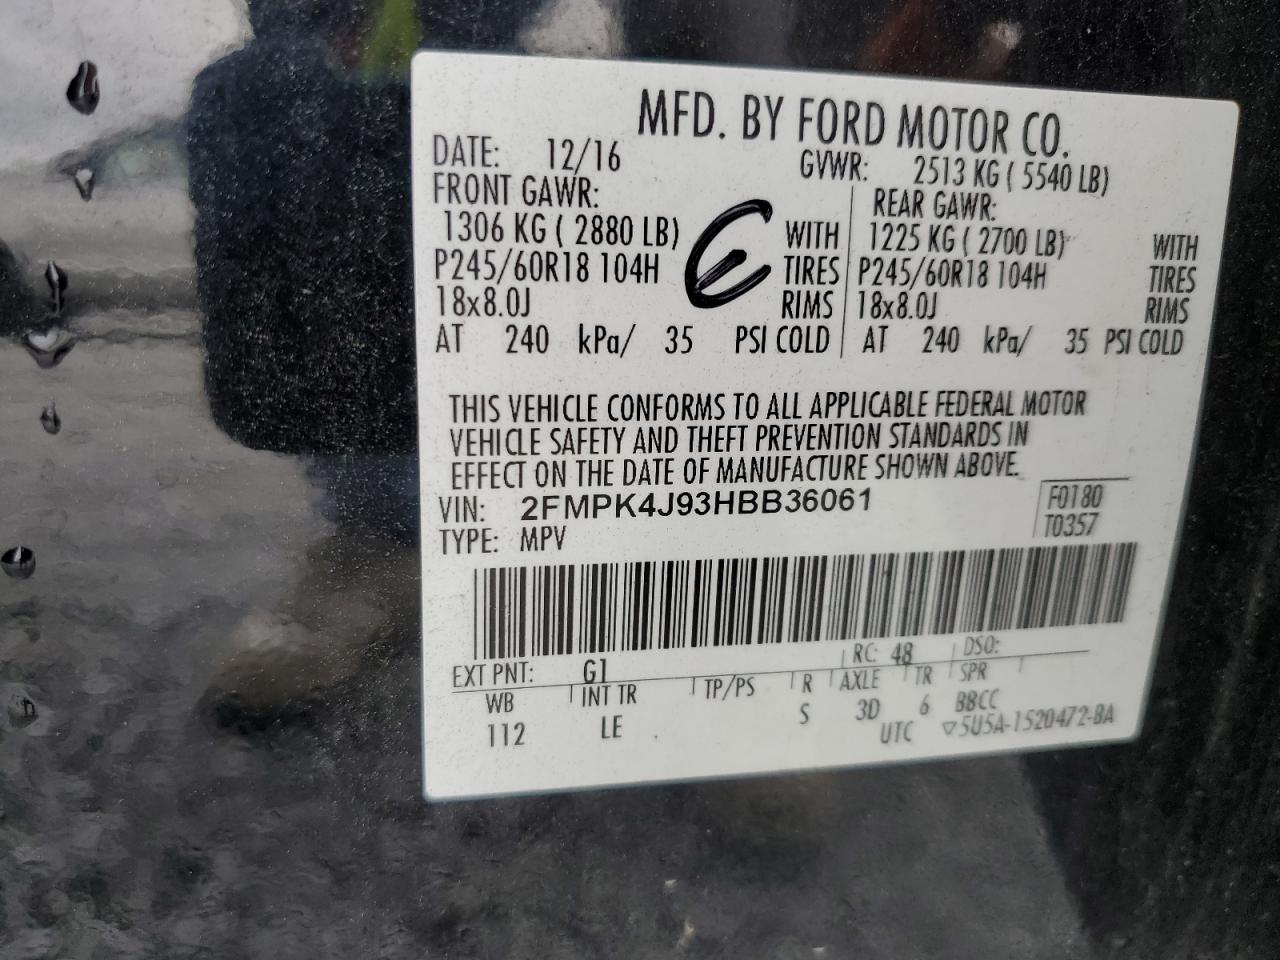 MFD. BY FORD MOTOR CO.
DATE: 12/16 GVWR: 2513 KG ( 5540 LB)
FRONT GAWR: REAR GAWR:
1306 KG ( 2880 LB) WITH 1225 KG ( 2700 LB) WITH
P245/60R18 104H TIRES P245/60R18 104H TIRES
18x8.0J RIMS 18x8.0J RIMS
AT 240 kPa/ 35 PSI COLD AT 240 kPa/ 35 PSI COLD
THIS VEHICLE CONFORMS TO ALL APPLICABLE FEDERAL MOTOR
VEHICLE SAFETY AND THEFT PREVENTION STANDARDS IN
EFFECT ON THE DATE OF MANUFACTURE SHOWN ABOVE.
VIN: 2FMPK4J93HBB36061 F0180
TYPE: MPV T0357
EXT PNT: G1 RC: 48 DSO:
WB INT TR TP/PS R AXLE TR SPR
112 LE S 3D 6 BBCC
UTC ▽5U5A-1520472-BA